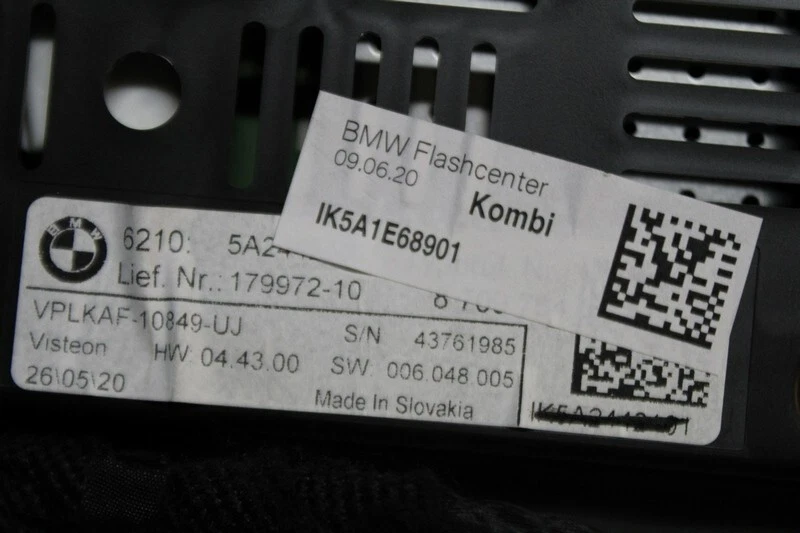 BMW Flashcenter
09.06.20
Kombi
IK5A1E68901
BMW
6210:
Lief. Nr.: 179972-10
VPLKAF-10849-UJ
S/N 43761985
Visteon HW: 04.43.00 SW: 006.048.005
26\05\20
Made In Slovakia